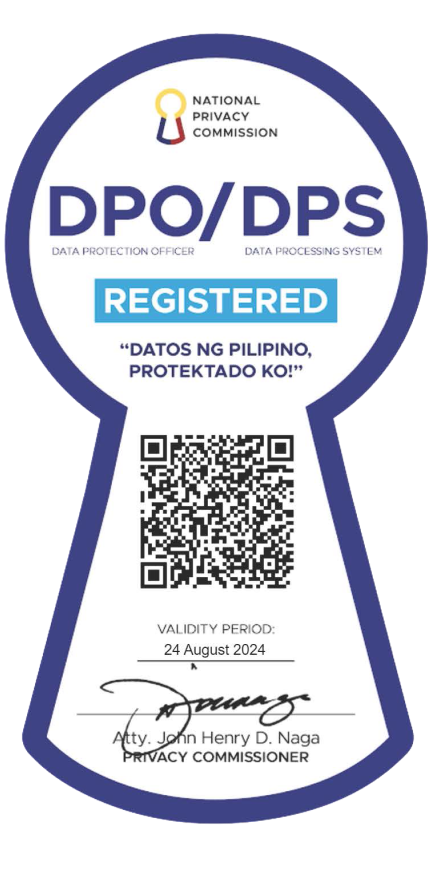 NATIONAL
PRIVACY
COMMISSION
DPO/DPS
DATA PROTECTION OFFICER DATA PROCESSING SYSTEM
REGISTERED
“DATOS NG PILIPINO,
PROTEKTADO KO!”
VALIDITY PERIOD:
24 August 2024
Atty. John Henry D. Naga
PRIVACY COMMISSIONER